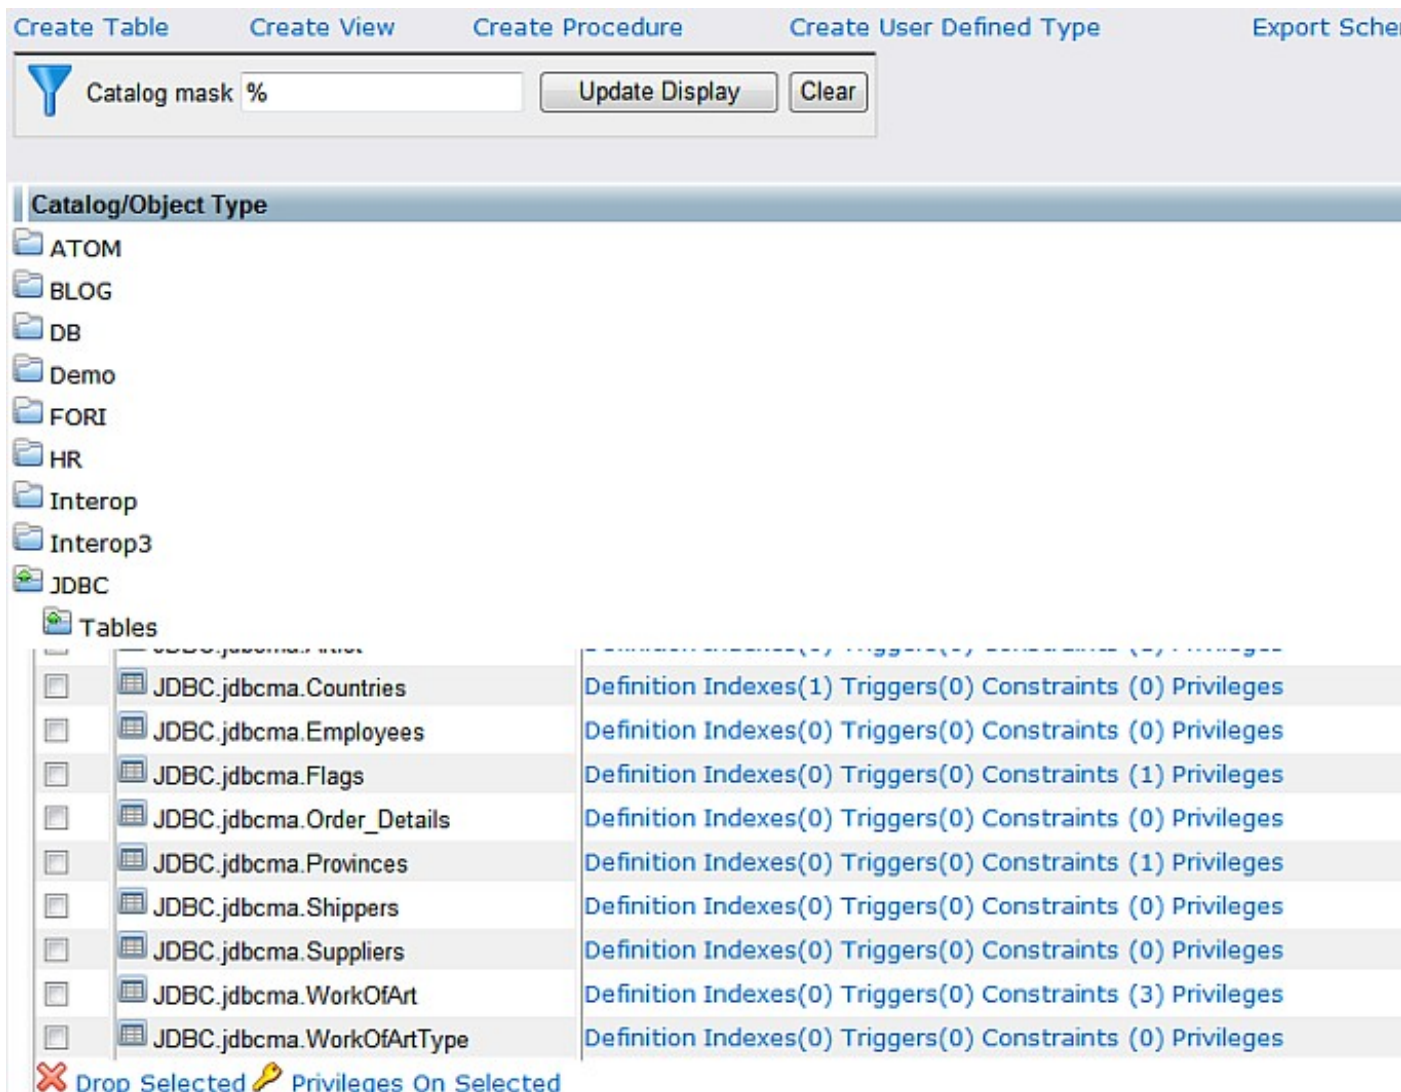 Create Table Create View Create Procedure Create User Defined Type Export
Catalog mask % Update Display Clear
Catalog/Object Type
ATOM
BLOG
DB
Demo
FORI
HR
Interop
Interop3
JDBC
Tables
JDBC.jdbcma.Countries Definition Indexes(1) Triggers(0) Constraints (0) Privileges
JDBC.jdbcma.Employees Definition Indexes(0) Triggers(0) Constraints (0) Privileges
JDBC.jdbcma.Flags Definition Indexes(0) Triggers(0) Constraints (1) Privileges
JDBC.jdbcma.Order_Details Definition Indexes(0) Triggers(0) Constraints (0) Privileges
JDBC.jdbcma.Provinces Definition Indexes(0) Triggers(0) Constraints (1) Privileges
JDBC.jdbcma.Shippers Definition Indexes(0) Triggers(0) Constraints (0) Privileges
JDBC.jdbcma.Suppliers Definition Indexes(0) Triggers(0) Constraints (0) Privileges
JDBC.jdbcma.WorkOfArt Definition Indexes(0) Triggers(0) Constraints (3) Privileges
JDBC.jdbcma.WorkOfArtType Definition Indexes(0) Triggers(0) Constraints (0) Privileges
Drop Selected Privileges On Selected